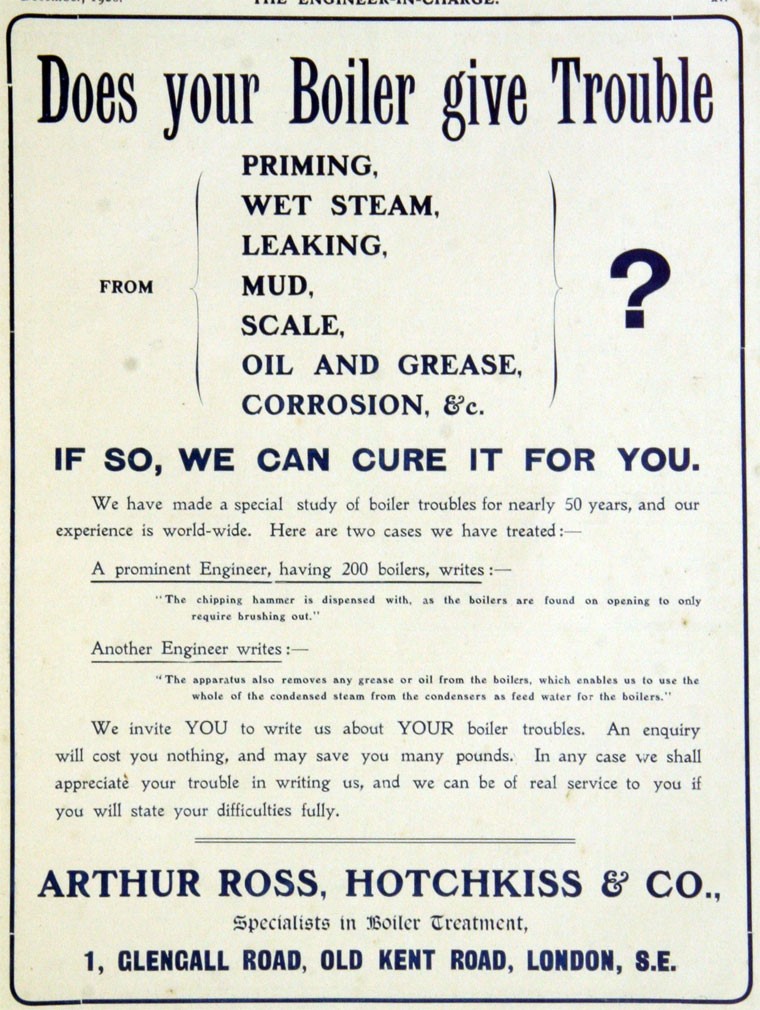 THE ENGINEER-IN-CHARGE.
Does your Boiler give Trouble
FROM
PRIMING,
WET STEAM,
LEAKING,
MUD,
SCALE,
OIL AND GREASE,
CORROSION, &c.
?
IF SO, WE CAN CURE IT FOR YOU.
We have made a special study of boiler troubles for nearly 50 years, and our
experience is world-wide. Here are two cases we have treated:—
A prominent Engineer, having 200 boilers, writes:—
"The chipping hammer is dispensed with, as the boilers are found on opening to only
require brushing out."
Another Engineer writes:—
"The apparatus also removes any grease or oil from the boilers, which enables us to use the
whole of the condensed steam from the condensers as feed water for the boilers."
We invite YOU to write us about YOUR boiler troubles. An enquiry
will cost you nothing, and may save you many pounds. In any case we shall
appreciate your trouble in writing us, and we can be of real service to you if
you will state your difficulties fully.
ARTHUR ROSS, HOTCHKISS & CO.,
Specialists in Boiler Treatment,
1, GLENGALL ROAD, OLD KENT ROAD, LONDON, S.E.